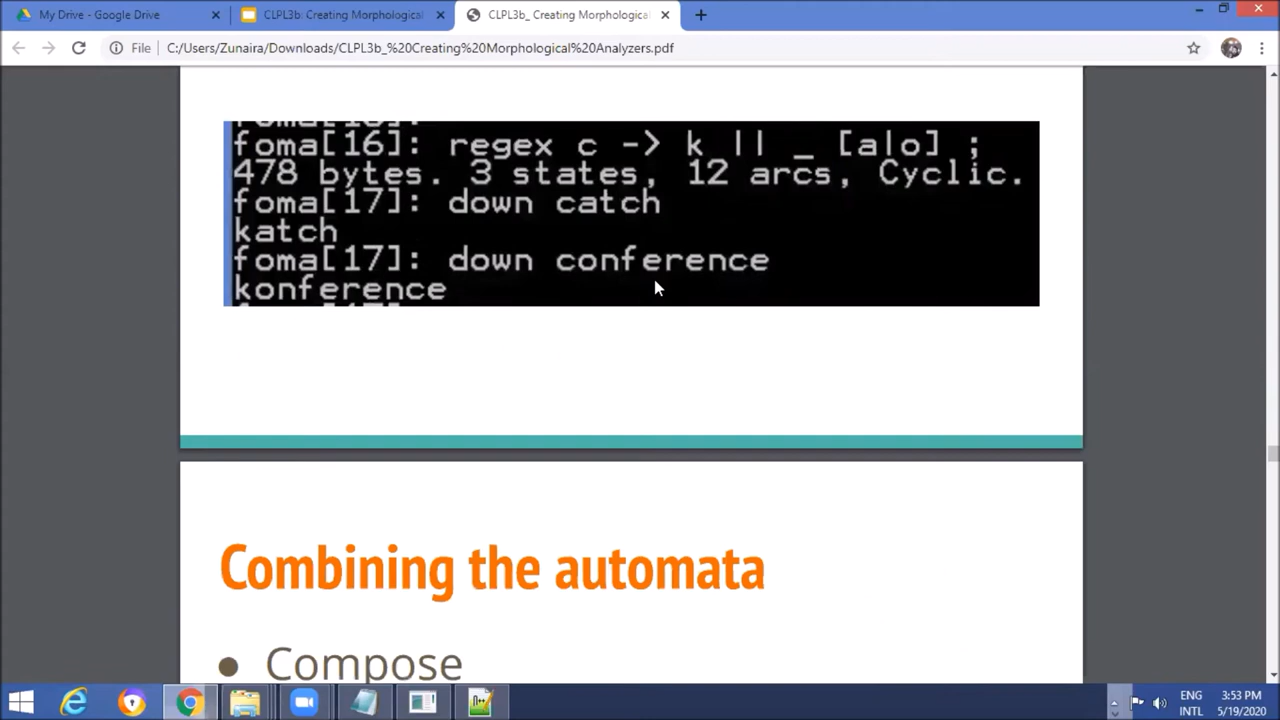 My Drive - Google Drive
CLPL3b: Creating Morphological
CLPL3b_ Creating Morphologica
File
C:/Users/Zunaira/Downloads/CLPL3b_%20Creating%20Morphological%20Analyzers.pdf
foma[16]: regex c -> k || _ [a|o] ;
478 bytes. 3 states, 12 arcs, Cyclic.
foma[17]: down catch
katch
foma[17]: down conference
konference
Combining the automata
● Compose
ENG
INTL
3:53 PM
5/19/2020